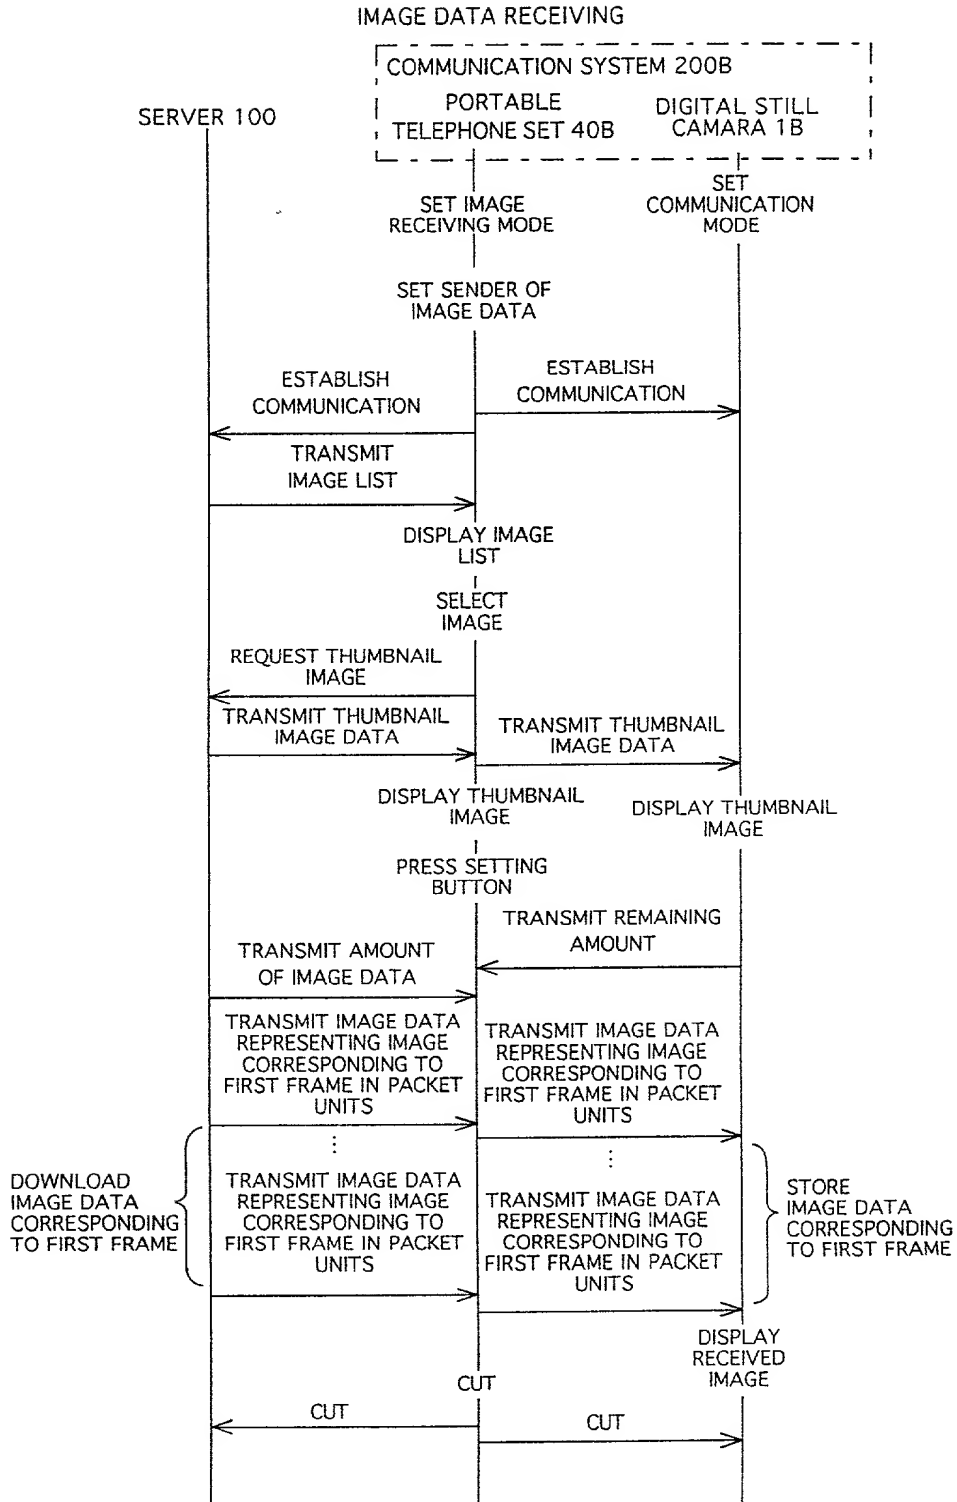 IMAGE DATA RECEIVING
COMMUNICATION SYSTEM 200B
SERVER 100
PORTABLE
TELEPHONE SET 40B
DIGITAL STILL
CAMARA 1B
SET IMAGE
RECEIVING MODE
SET
COMMUNICATION
MODE
SET SENDER OF
IMAGE DATA
ESTABLISH
COMMUNICATION
ESTABLISH
COMMUNICATION
TRANSMIT
IMAGE LIST
DISPLAY IMAGE
LIST
SELECT
IMAGE
REQUEST THUMBNAIL
IMAGE
TRANSMIT THUMBNAIL
IMAGE DATA
TRANSMIT THUMBNAIL
IMAGE DATA
DISPLAY THUMBNAIL
IMAGE
DISPLAY THUMBNAIL
IMAGE
PRESS SETTING
BUTTON
TRANSMIT REMAINING
AMOUNT
TRANSMIT AMOUNT
OF IMAGE DATA
TRANSMIT IMAGE DATA
REPRESENTING IMAGE
CORRESPONDING TO
FIRST FRAME IN PACKET
UNITS
TRANSMIT IMAGE DATA
REPRESENTING IMAGE
CORRESPONDING TO
FIRST FRAME IN PACKET
UNITS
DOWNLOAD
IMAGE DATA
CORRESPONDING
TO FIRST FRAME
TRANSMIT IMAGE DATA
REPRESENTING IMAGE
CORRESPONDING TO
FIRST FRAME IN PACKET
UNITS
TRANSMIT IMAGE DATA
REPRESENTING IMAGE
CORRESPONDING TO
FIRST FRAME IN PACKET
UNITS
STORE
IMAGE DATA
CORRESPONDING
TO FIRST FRAME
DISPLAY
RECEIVED
IMAGE
CUT
CUT
CUT